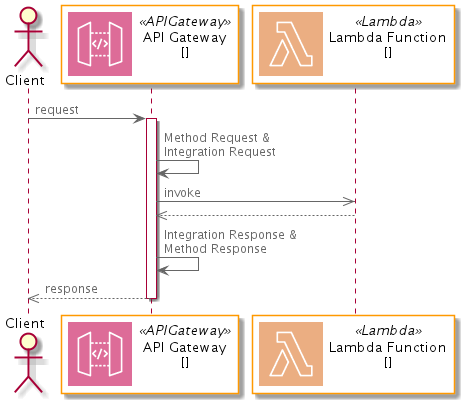 Client
«APIGateway»
API Gateway
[]
«Lambda»
Lambda Function
[]
request
Method Request &
Integration Request
invoke
Integration Response &
Method Response
response
Client
«APIGateway»
API Gateway
[]
«Lambda»
Lambda Function
[]